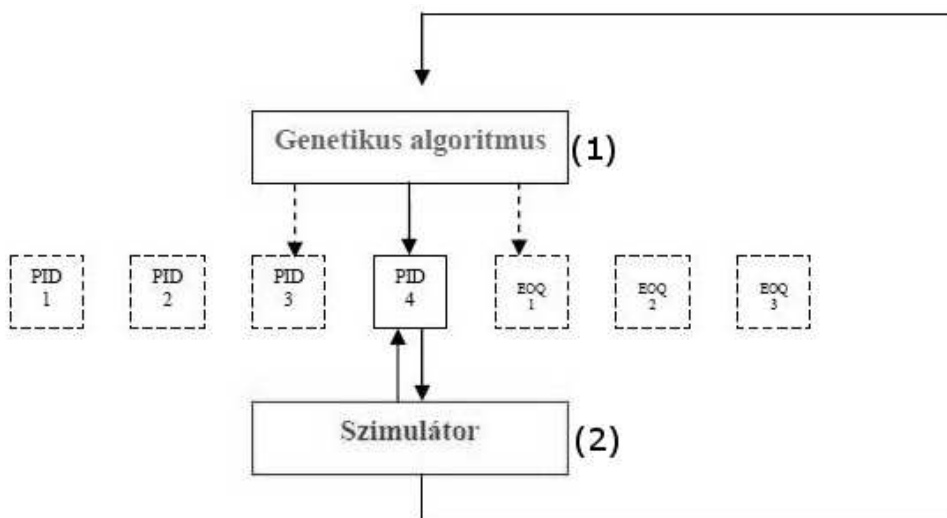 Genetikus algoritmus
(1)
PID
1
PID
2
PID
3
PID
4
EOQ
1
EOQ
2
EOQ
3
Szimulátor
(2)